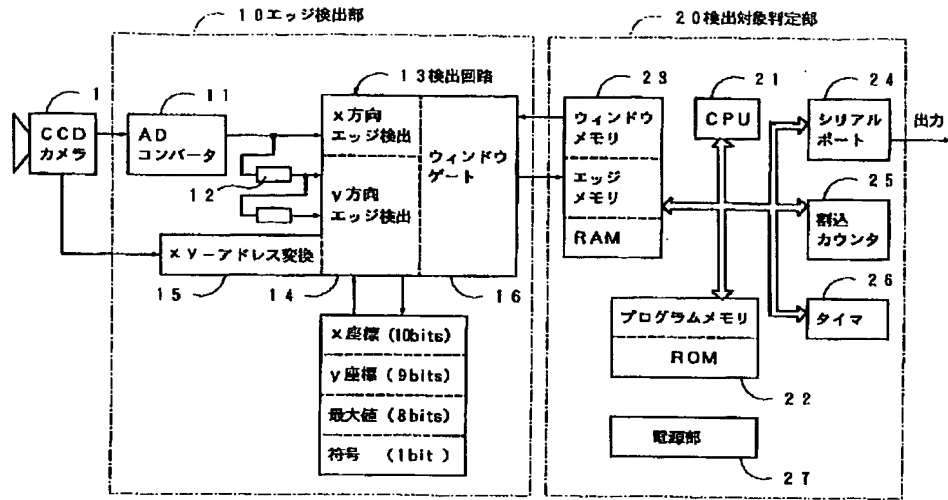 10エッジ検出部
20検出対象判定部
1
CCD
カメラ
11
AD
コンバータ
12
13検出回路
x方向
エッジ検出
y方向
エッジ検出
ウィンドウ
ゲート
xy－アドレス変換
15
14
16
x座標 (10bits)
y座標 (9bits)
最大値 (8bits)
符号 (1bit)
23
ウィンドウ
メモリ
エッジ
メモリ
RAM
21
CPU
24
シリアル
ポート
出力
25
割込
カウンタ
26
タイマ
プログラムメモリ
ROM
22
電源部
27